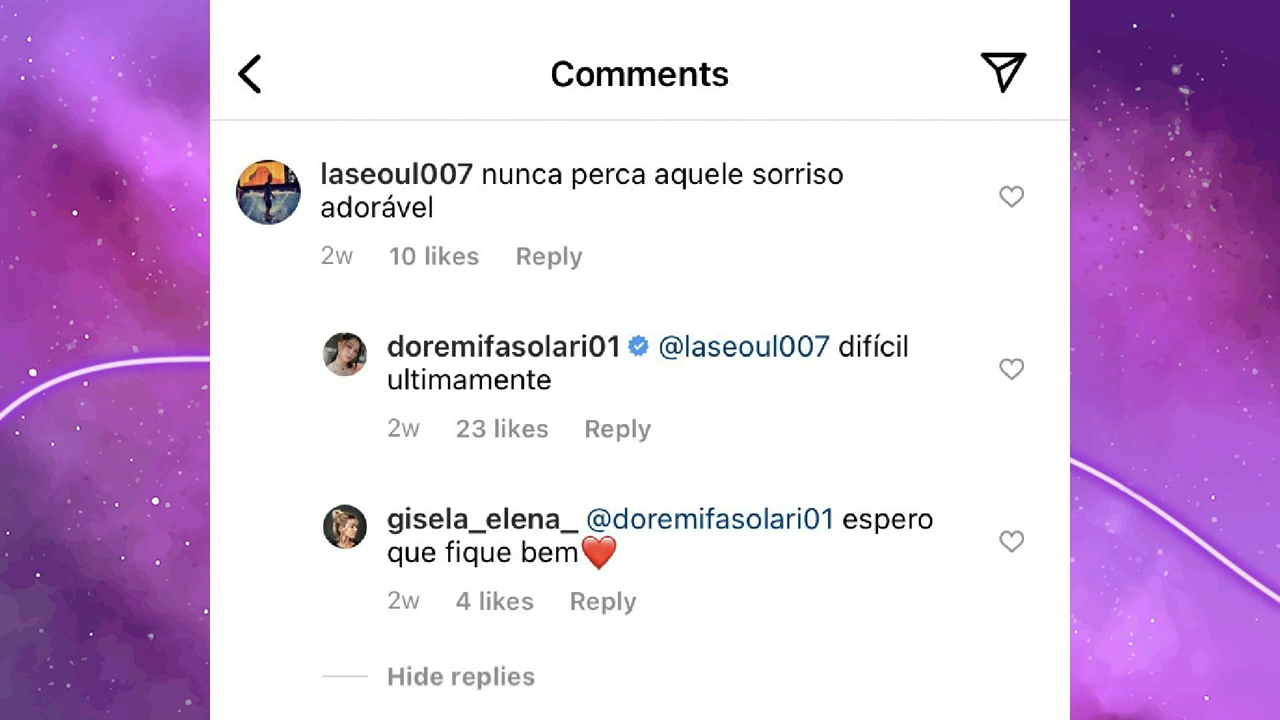 Comments
laseoul007 nunca perca aquele sorriso
adorável
2w 10 likes Reply
doremifasolari01 @laseoul007 difícil
ultimamente
2w 23 likes Reply
gisela_elena_ @doremifasolari01 espero
que fique bem❤️
2w 4 likes Reply
Hide replies